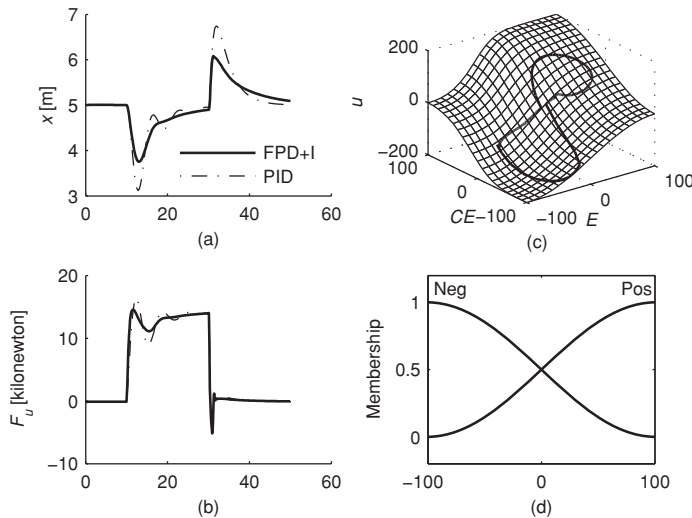 7
6
5
4
3
x [m]
FPD+I
PID
0
20
40
60
(a)
200
0
−200
u
100
0
CE
−100
−100
E
0
100
(c)
20
10
0
−10
F_u [kilonewton]
0
20
40
60
(b)
Neg
Pos
1
0.5
0
Membership
−100
0
100
(d)